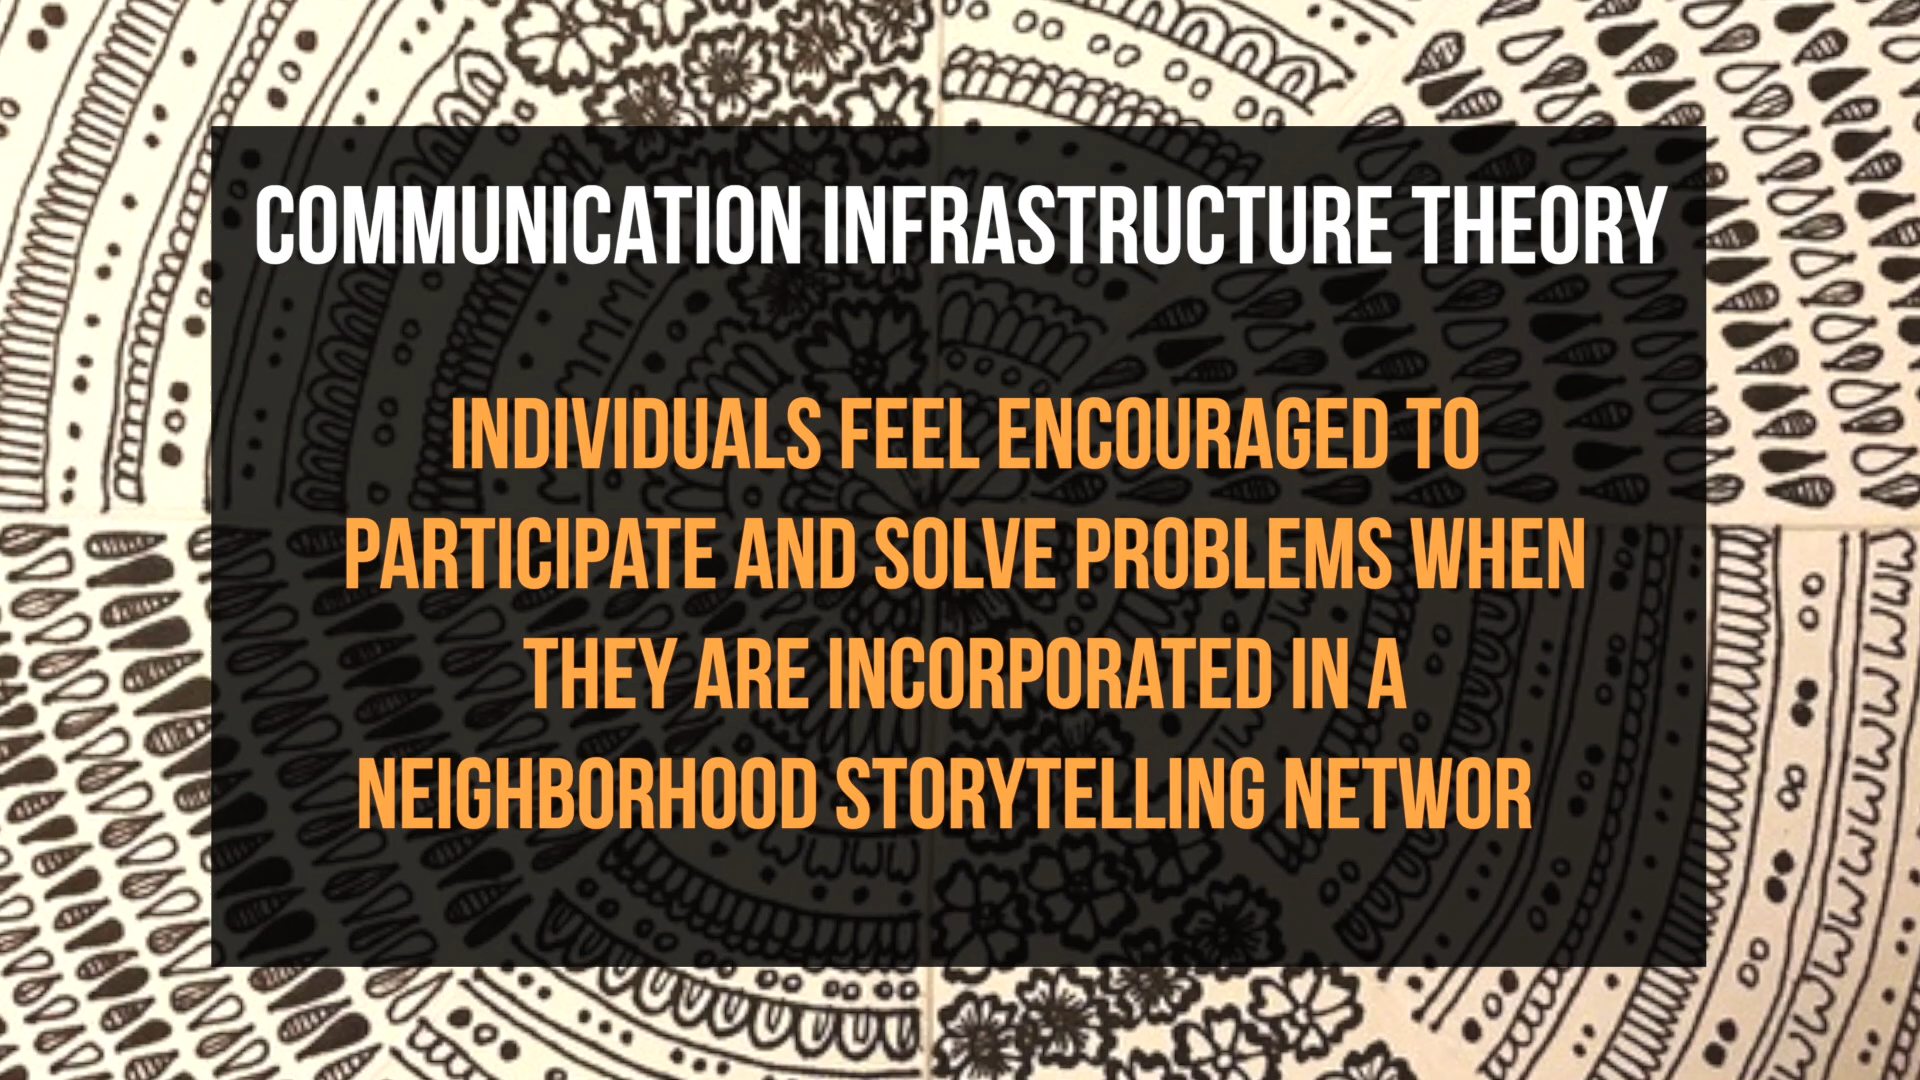 COMMUNICATION INFRASTRUCTURE THEORY
INDIVIDUALS FEEL ENCOURAGED TO
PARTICIPATE AND SOLVE PROBLEMS WHEN
THEY ARE INCORPORATED IN A
NEIGHBORHOOD STORYTELLING NETWOR